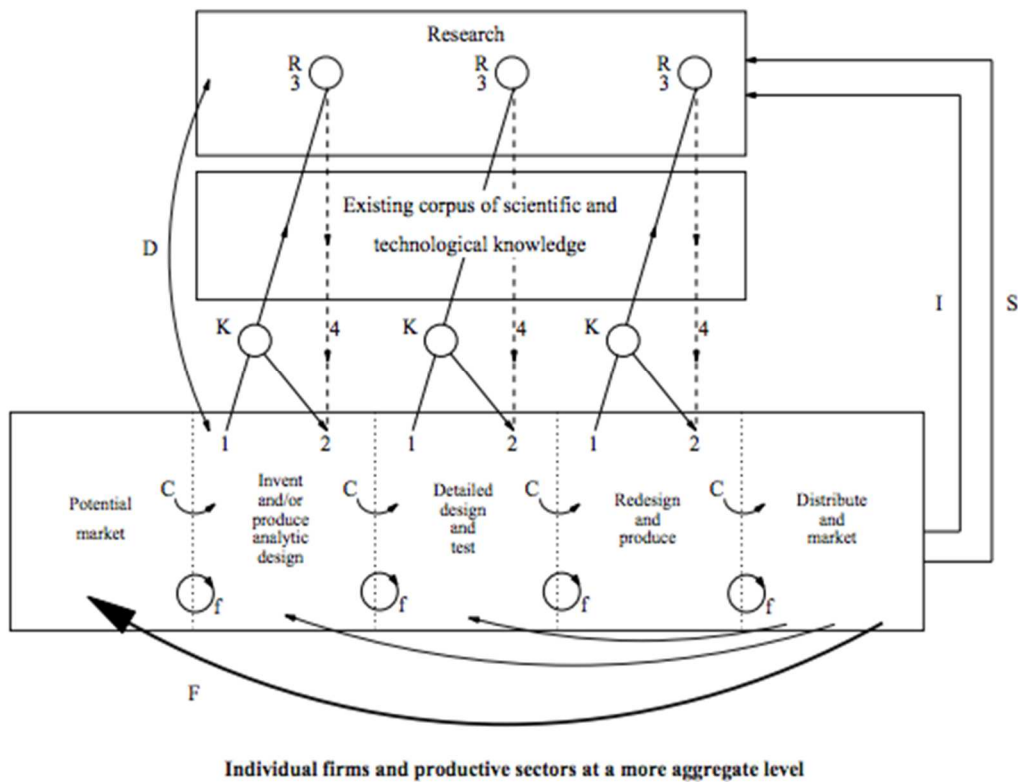 Research
R R R
3 3 3
Existing corpus of scientific and
technological knowledge
D
I S
K 4 K 4 K 4
1 2 1 2 1 2
Potential
market
C
Invent
and/or
produce
analytic
design
C
Detailed
design
and
test
C
Redesign
and
produce
C
Distribute
and
market
f f f f
F
Individual firms and productive sectors at a more aggregate level